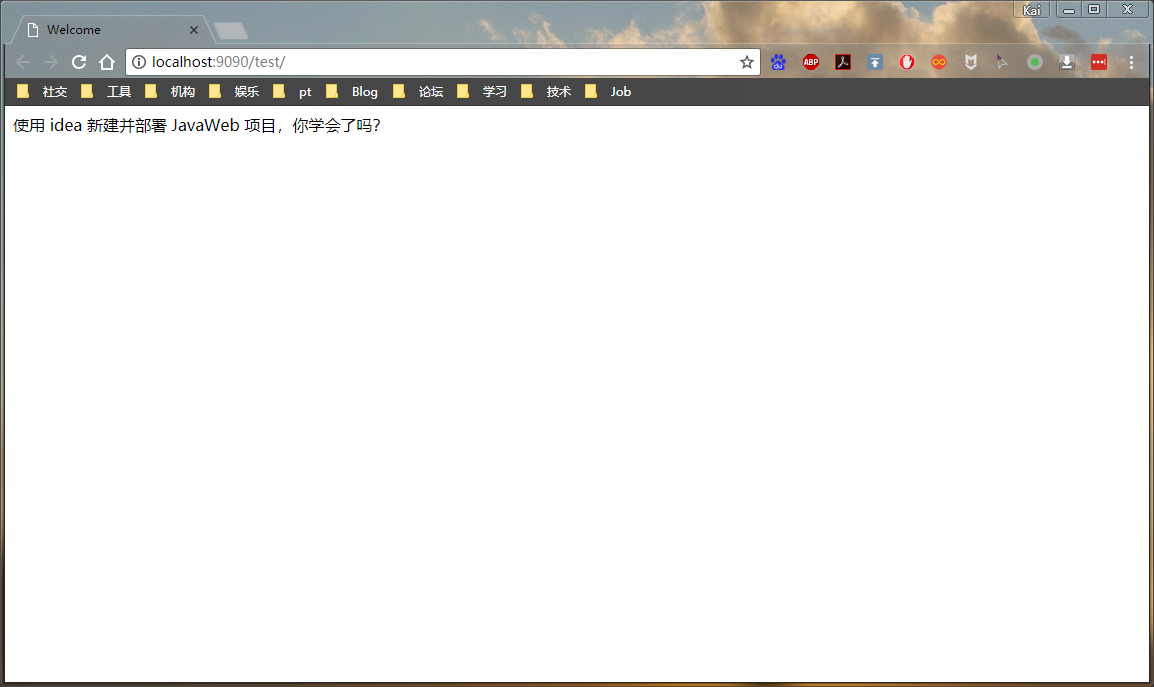 Kai
Welcome
localhost:9090/test/
du ABP
社交 工具 机构 娱乐 pt Blog 论坛 学习 技术 Job
使用 idea 新建并部署 JavaWeb 项目，你学会了吗？